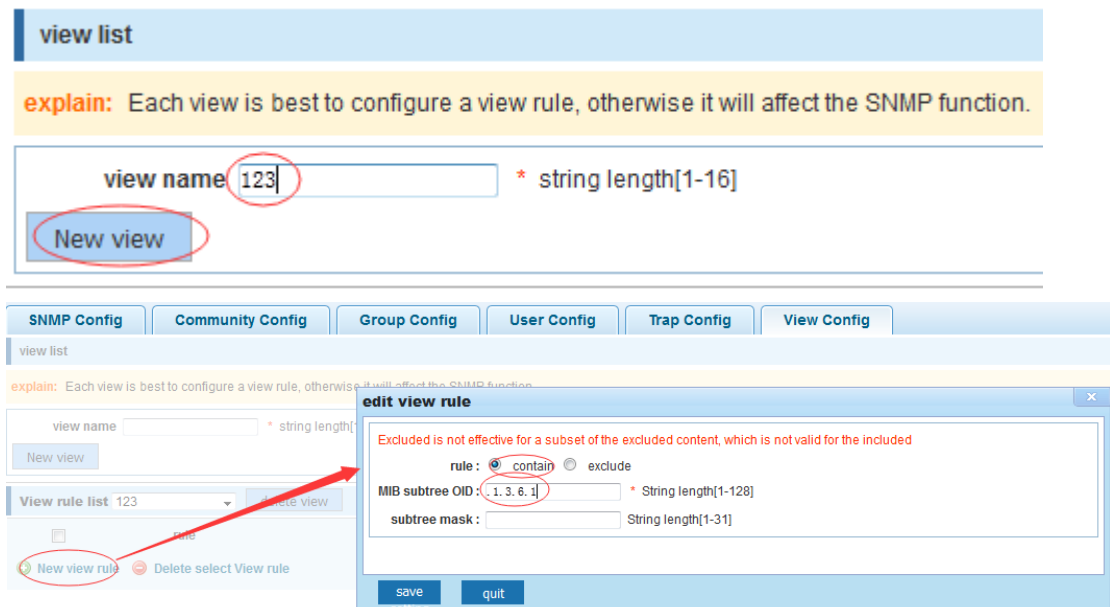 view list
explain: Each view is best to configure a view rule, otherwise it will affect the SNMP function.
view name 123 * string length[1-16]
New view
SNMP Config Community Config Group Config User Config Trap Config View Config
view list
explain: Each view is best to configure a view rule, otherwise it will affect the SNMP function
edit view rule
view name * string length[
New view
Excluded is not effective for a subset of the excluded content, which is not valid for the included
rule : contain exclude
MIB subtree OID : .1.3.6.1 * String length[1-128]
subtree mask : String length[1-31]
View rule list 123 delete view
rule
New view rule Delete select View rule
save quit